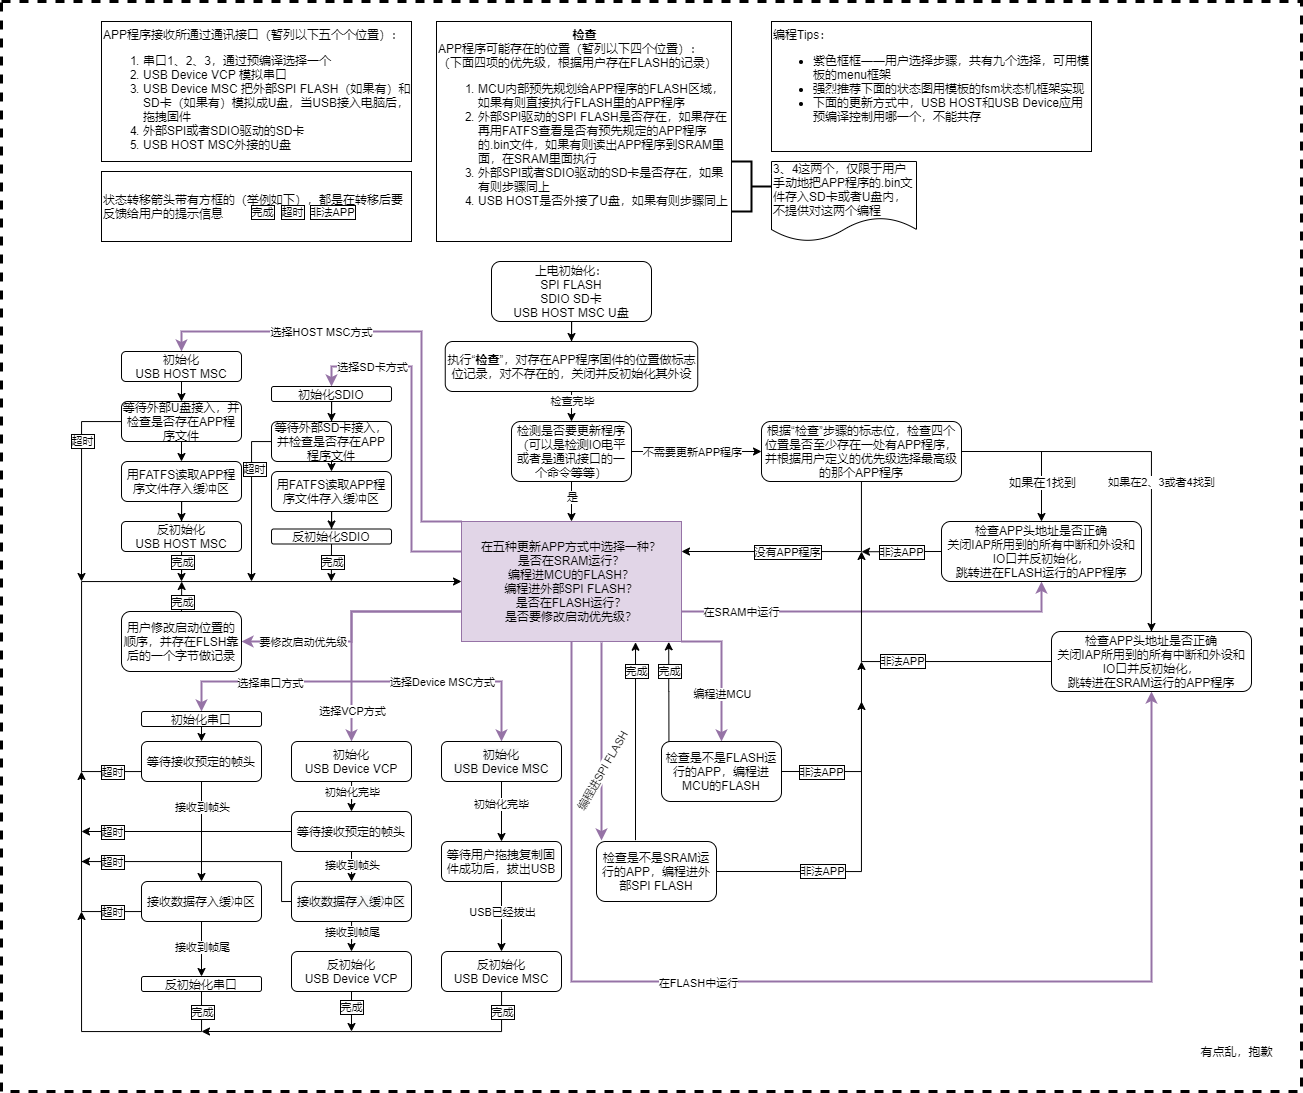 APP程序接收所通过通讯接口（暂列以下五个个位置）：
1. 串口1、2、3，通过预编译选择一个
2. USB Device VCP 模拟串口
3. USB Device MSC 把外部SPI FLASH（如果有）和
SD卡（如果有）模拟成U盘，当USB接入电脑后，
拖拽固件
4. 外部SPI或者SDIO驱动的SD卡
5. USB HOST MSC外接的U盘
状态转移箭头带有方框的（举例如下），都是在转移后要
反馈给用户的提示信息
完成 超时 非法APP
检查
APP程序可能存在的位置（暂列以下四个位置）：
（下面四项的优先级，根据用户存在FLASH的记录）
1. MCU内部预先规划给APP程序的FLASH区域，
如果有则直接执行FLASH里的APP程序
2. 外部SPI驱动的SPI FLASH是否存在，如果存在
再用FATFS查看是否有预先规定的APP程序
的.bin文件，如果有则读出APP程序到SRAM里
面，在SRAM里面执行
3. 外部SPI或者SDIO驱动的SD卡是否存在，如果
有则步骤同上
4. USB HOST是否外接了U盘，如果有则步骤同上
编程Tips：
紫色框框——用户选择步骤，共有九个选择，可用模
板的menu框架
强烈推荐下面的状态图用模板的fsm状态机框架实现
下面的更新方式中，USB HOST和USB Device应用
预编译控制用哪一个，不能共存
3、4这两个，仅限于用户
手动地把APP程序的.bin文
件存入SD卡或者U盘内，
不提供对这两个编程
上电初始化：
SPI FLASH
SDIO SD卡
USB HOST MSC U盘
执行“检查”，对存在APP程序固件的位置做标志
位记录，对不存在的，关闭并反初始化其外设
检查完毕
检测是否要更新程序
（可以是检测IO电平
或者是通讯接口的一
个命令等等）
不需要更新APP程序
是
根据“检查”步骤的标志位，检查四个
位置是否至少存在一处有APP程序，
并根据用户定义的优先级选择最高级
的那个APP程序
如果在1找到
如果在2、3或者4找到
检查APP头地址是否正确
关闭IAP所用到的所有中断和外设和
IO口并反初始化，
跳转进在FLASH运行的APP程序
非法APP
没有APP程序
检查APP头地址是否正确
关闭IAP所用到的所有中断和外设和
IO口并反初始化，
跳转进在SRAM运行的APP程序
非法APP
在五种更新APP方式中选择一种？
是否在SRAM运行？
编程进MCU的FLASH？
编程进外部SPI FLASH？
是否在FLASH运行？
是否要修改启动优先级？
选择HOST MSC方式
初始化
USB HOST MSC
等待外部U盘接入，并
检查是否存在APP程
序文件
超时
用FATFS读取APP程
序文件存入缓冲区
反初始化
USB HOST MSC
完成
选择SD卡方式
初始化SDIO
等待外部SD卡接入，
并检查是否存在APP
程序文件
超时
用FATFS读取APP程
序文件存入缓冲区
反初始化SDIO
完成
完成
用户修改启动位置的
顺序，并存在FLSH靠
后的一个字节做记录
要修改启动优先级
在SRAM中运行
选择串口方式
初始化串口
等待接收预定的帧头
超时
接收到帧头
接收数据存入缓冲区
超时
接收到帧尾
反初始化串口
完成
选择VCP方式
初始化
USB Device VCP
初始化完毕
等待接收预定的帧头
超时
接收到帧头
接收数据存入缓冲区
超时
接收到帧尾
反初始化
USB Device VCP
完成
选择Device MSC方式
初始化
USB Device MSC
初始化完毕
等待用户拖拽复制固
件成功后，拔出USB
USB已经拔出
反初始化
USB Device MSC
完成
编程进SPI FLASH
完成
检查是不是SRAM运
行的APP，编程进外
部SPI FLASH
非法APP
完成
编程进MCU
检查是不是FLASH运
行的APP，编程进
MCU的FLASH
非法APP
在FLASH中运行
有点乱，抱歉